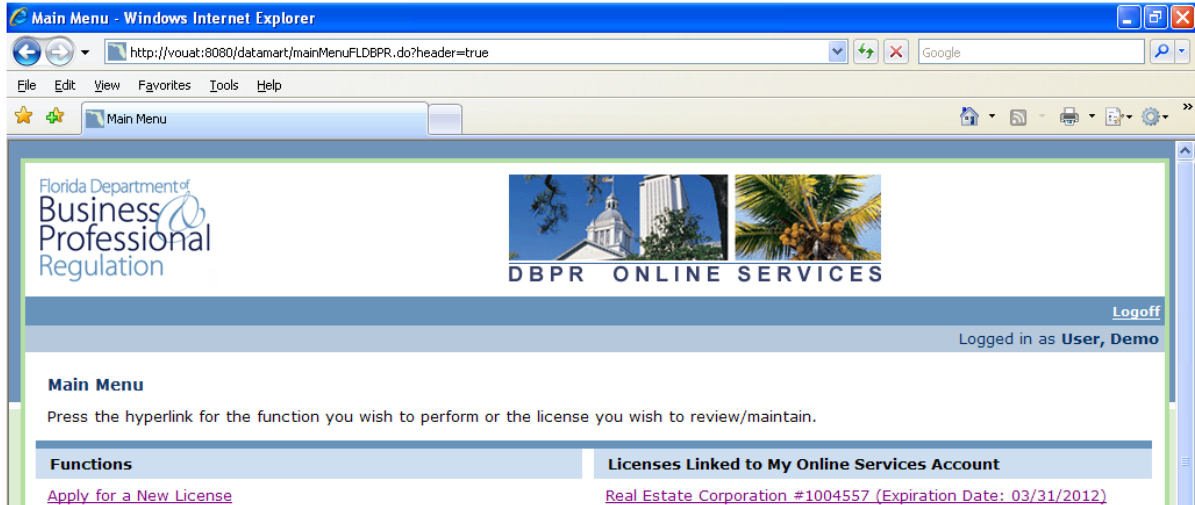 Main Menu - Windows Internet Explorer
http://vouat:8080/datamart/mainMenuFLDBPR.do?header=true
Google
File Edit View Favorites Tools Help
Main Menu
Florida Department of
Business &
Professional
Regulation
DBPR ONLINE SERVICES
Logoff
Logged in as User, Demo
Main Menu
Press the hyperlink for the function you wish to perform or the license you wish to review/maintain.
Functions
Licenses Linked to My Online Services Account
Apply for a New License
Real Estate Corporation #1004557 (Expiration Date: 03/31/2012)